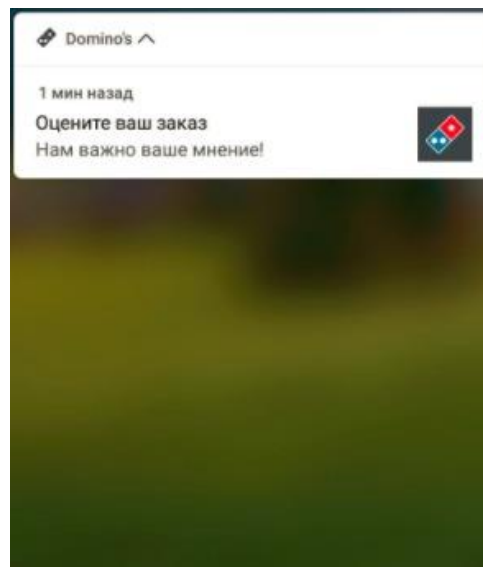 Domino's
1 мин назад
Оцените ваш заказ
Нам важно ваше мнение!